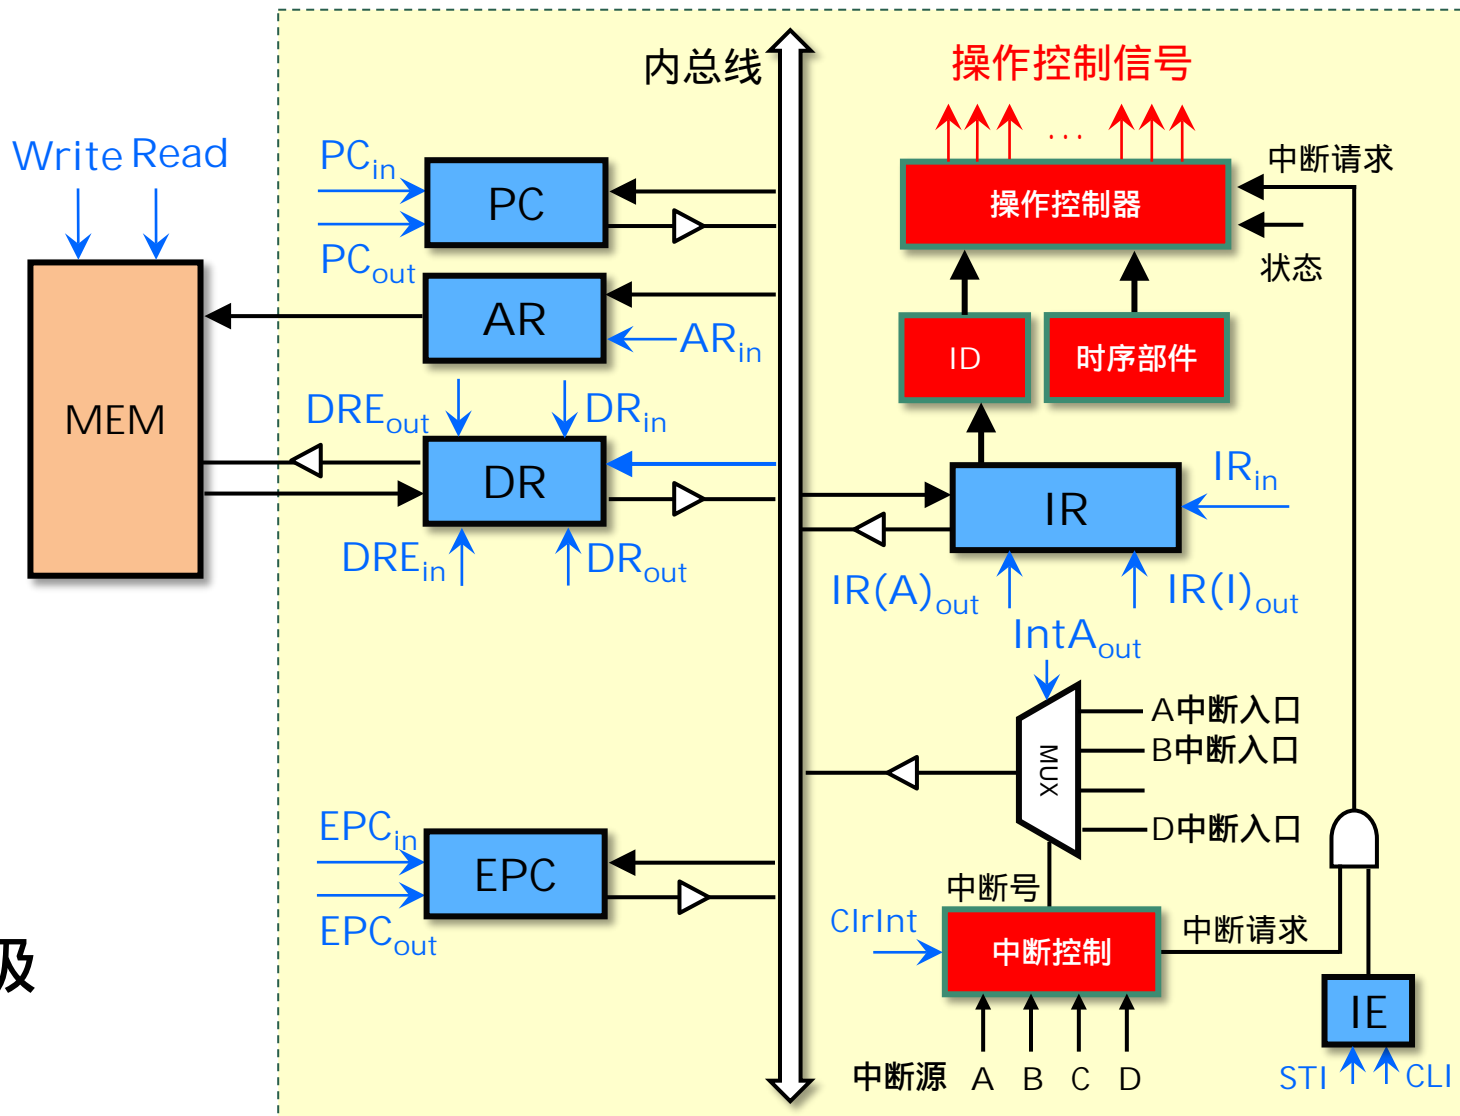 内总线
操作控制信号
...
Write Read
PCin
PC
PCout
中断请求
操作控制器
状态
AR
ARin
ID
时序部件
MEM
DREout
DRin
DR
DREin
DRout
IRin
IR
IR(A)out
IR(I)out
IntAout
A中断入口
B中断入口
MUX
D中断入口
EPCin
EPC
EPCout
中断号
ClrInt
中断控制
中断请求
级
IE
中断源 A B C D
STI
CLI